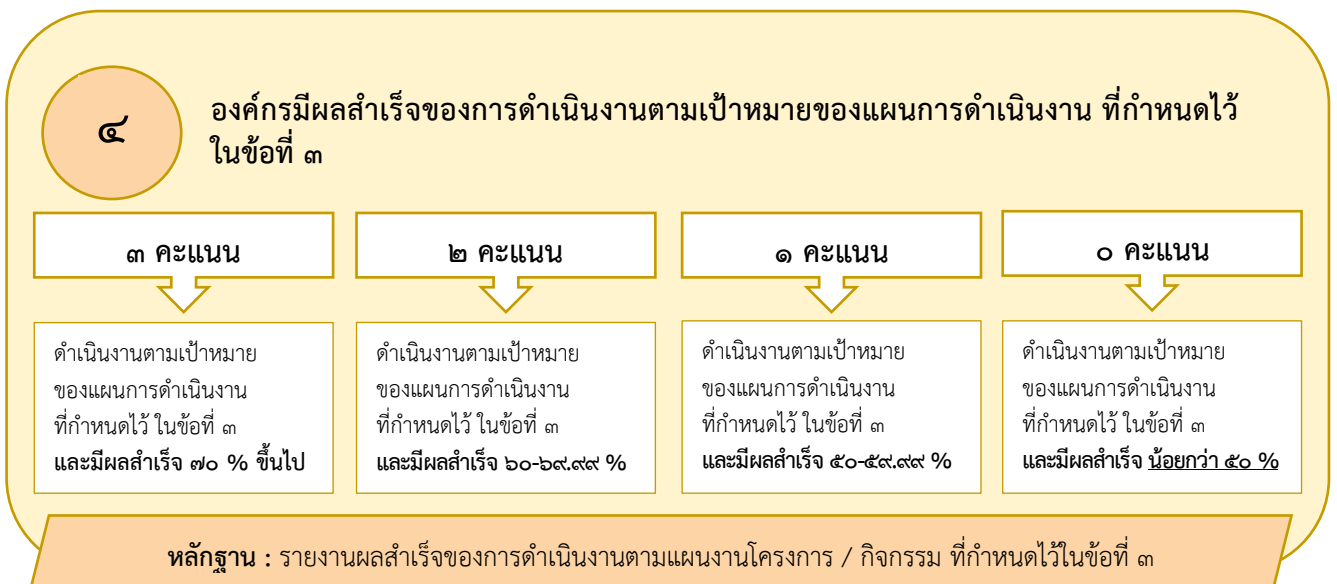 ๔
องค์กรมีผลสำเร็จของการดำเนินงานตามเป้าหมายของแผนการดำเนินงาน ที่กำหนดไว้
ในข้อที่ ๓
๓ คะแนน
ดำเนินงานตามเป้าหมาย
ของแผนการดำเนินงาน
ที่กำหนดไว้ ในข้อที่ ๓
และมีผลสำเร็จ ๗๐ % ขึ้นไป
๒ คะแนน
ดำเนินงานตามเป้าหมาย
ของแผนการดำเนินงาน
ที่กำหนดไว้ ในข้อที่ ๓
และมีผลสำเร็จ ๖๐-๖๙.๙๙ %
๑ คะแนน
ดำเนินงานตามเป้าหมาย
ของแผนการดำเนินงาน
ที่กำหนดไว้ ในข้อที่ ๓
และมีผลสำเร็จ ๕๐-๕๙.๙๙ %
๐ คะแนน
ดำเนินงานตามเป้าหมาย
ของแผนการดำเนินงาน
ที่กำหนดไว้ ในข้อที่ ๓
และมีผลสำเร็จ น้อยกว่า ๕๐ %
หลักฐาน : รายงานผลสำเร็จของการดำเนินงานตามแผนงานโครงการ / กิจกรรม ที่กำหนดไว้ในข้อที่ ๓